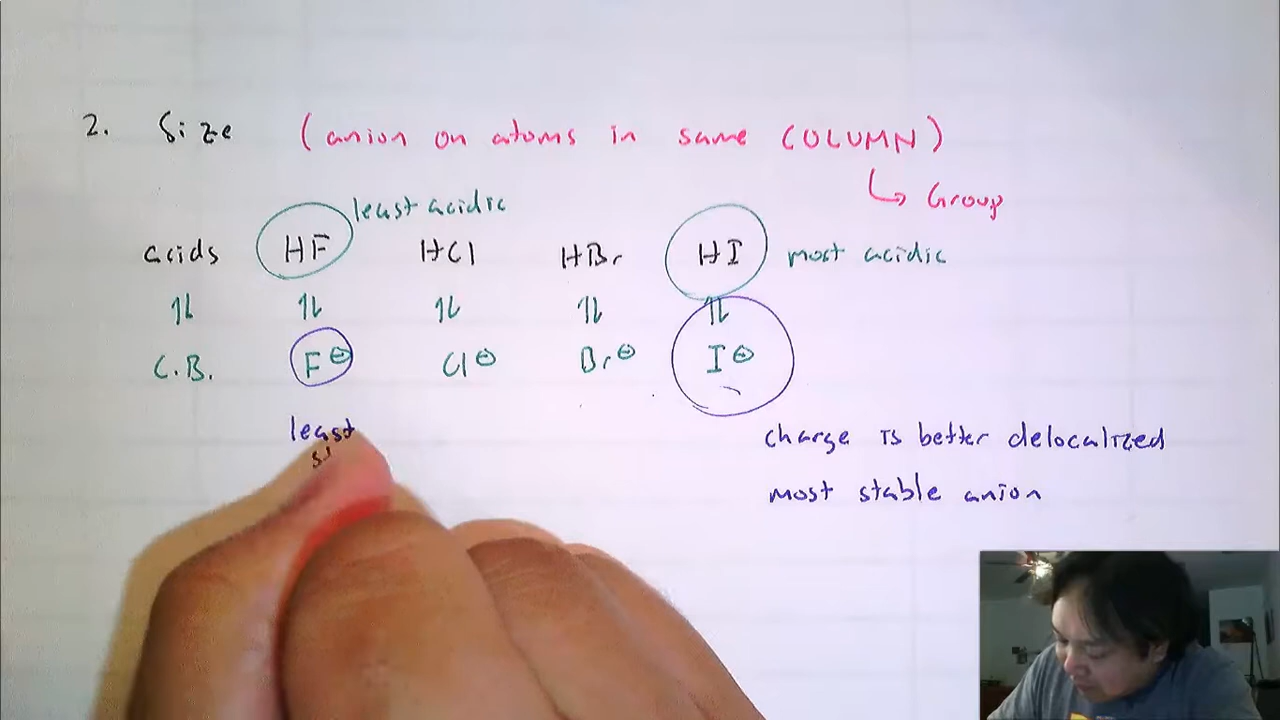 2. Size (anion on atoms in same COLUMN)
↳ Group
least acidic
acids HF HCl HBr HI most acidic
⇅ ⇅ ⇅ ⇅ ⇅
C.B. F⊖ Cl⊖ Br⊖ I⊖
least
charge is better delocalized
most stable anion